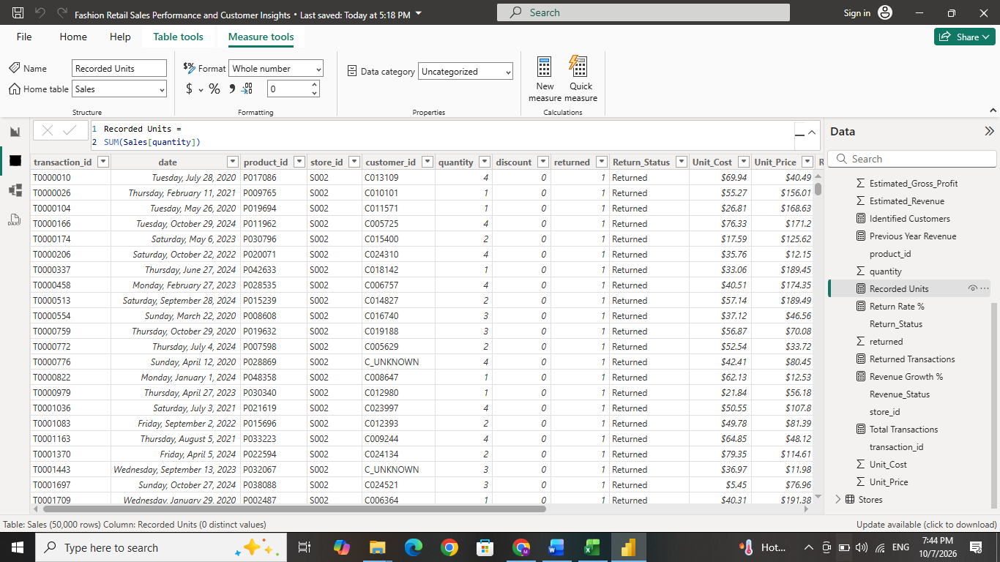 Fashion Retail Sales Performance and Customer Insights • Last saved: Today at 5:18 PM
Search
Sign in
File Home Help Table tools Measure tools
Share
Name Recorded Units
Home table Sales
Structure
Format Whole number
$ % 0
Formatting
Data category Uncategorized
Properties
New measure
Quick measure
Calculations
1 Recorded Units =
2 SUM(Sales[quantity])
transaction_id date product_id store_id customer_id quantity discount returned Return_Status Unit_Cost Unit_Price R
T0000010 Tuesday, July 28, 2020 P017086 S002 C013109 4 0 1 Returned $69.94 $40.49
T0000026 Thursday, February 11, 2021 P009765 S002 C010101 1 0 1 Returned $55.27 $156.01
T0000104 Tuesday, May 26, 2020 P019694 S002 C011571 1 0 1 Returned $26.81 $168.63
T0000166 Tuesday, October 29, 2024 P011962 S002 C005725 4 0 1 Returned $76.33 $171.2
T0000174 Saturday, May 6, 2023 P030796 S002 C015400 2 0 1 Returned $17.59 $125.62
T0000206 Saturday, October 22, 2022 P020071 S002 C024310 4 0 1 Returned $35.76 $12.15
T0000337 Thursday, June 27, 2024 P042633 S002 C018142 1 0 1 Returned $33.06 $189.45
T0000458 Monday, February 27, 2023 P028535 S002 C006757 4 0 1 Returned $40.51 $174.35
T0000513 Saturday, September 28, 2024 P015239 S002 C014827 2 0 1 Returned $57.14 $189.49
T0000554 Sunday, March 22, 2020 P008608 S002 C016740 3 0 1 Returned $37.12 $46.56
T0000759 Thursday, October 29, 2020 P019632 S002 C019188 3 0 1 Returned $56.87 $70.08
T0000772 Thursday, July 4, 2024 P007598 S002 C005629 2 0 1 Returned $52.54 $33.72
T0000776 Sunday, April 12, 2020 P028869 S002 C_UNKNOWN 4 0 1 Returned $42.41 $80.45
T0000822 Monday, January 1, 2024 P048358 S002 C008647 1 0 1 Returned $62.13 $12.53
T0000979 Thursday, April 27, 2023 P030340 S002 C012980 1 0 1 Returned $21.84 $56.18
T0001036 Saturday, July 3, 2021 P021619 S002 C023997 4 0 1 Returned $50.55 $107.8
T0001083 Friday, September 2, 2022 P015696 S002 C012393 2 0 1 Returned $49.78 $81.39
T0001163 Thursday, August 5, 2021 P033223 S002 C009244 4 0 1 Returned $64.85 $48.12
T0001370 Friday, April 5, 2024 P022594 S002 C024134 2 0 1 Returned $79.35 $114.61
T0001443 Wednesday, September 13, 2023 P032067 S002 C_UNKNOWN 3 0 1 Returned $36.97 $11.98
T0001697 Sunday, October 27, 2024 P038088 S002 C024521 3 0 1 Returned $5.45 $76.96
T0001709 Wednesday, January 29, 2020 P002487 S002 C006364 1 0 1 Returned $40.31 $191.38
Data
Search
Estimated_Gross_Profit
Estimated_Revenue
Identified Customers
Previous Year Revenue
product_id
quantity
Recorded Units
Return Rate %
Return_Status
returned
Returned Transactions
Revenue Growth %
Revenue_Status
store_id
Total Transactions
transaction_id
Unit_Cost
Unit_Price
Stores
Table: Sales (50,000 rows) Column: Recorded Units (0 distinct values)
Update available (click to download)
Type here to search
Hot...
ENG
7:44 PM
10/7/2026